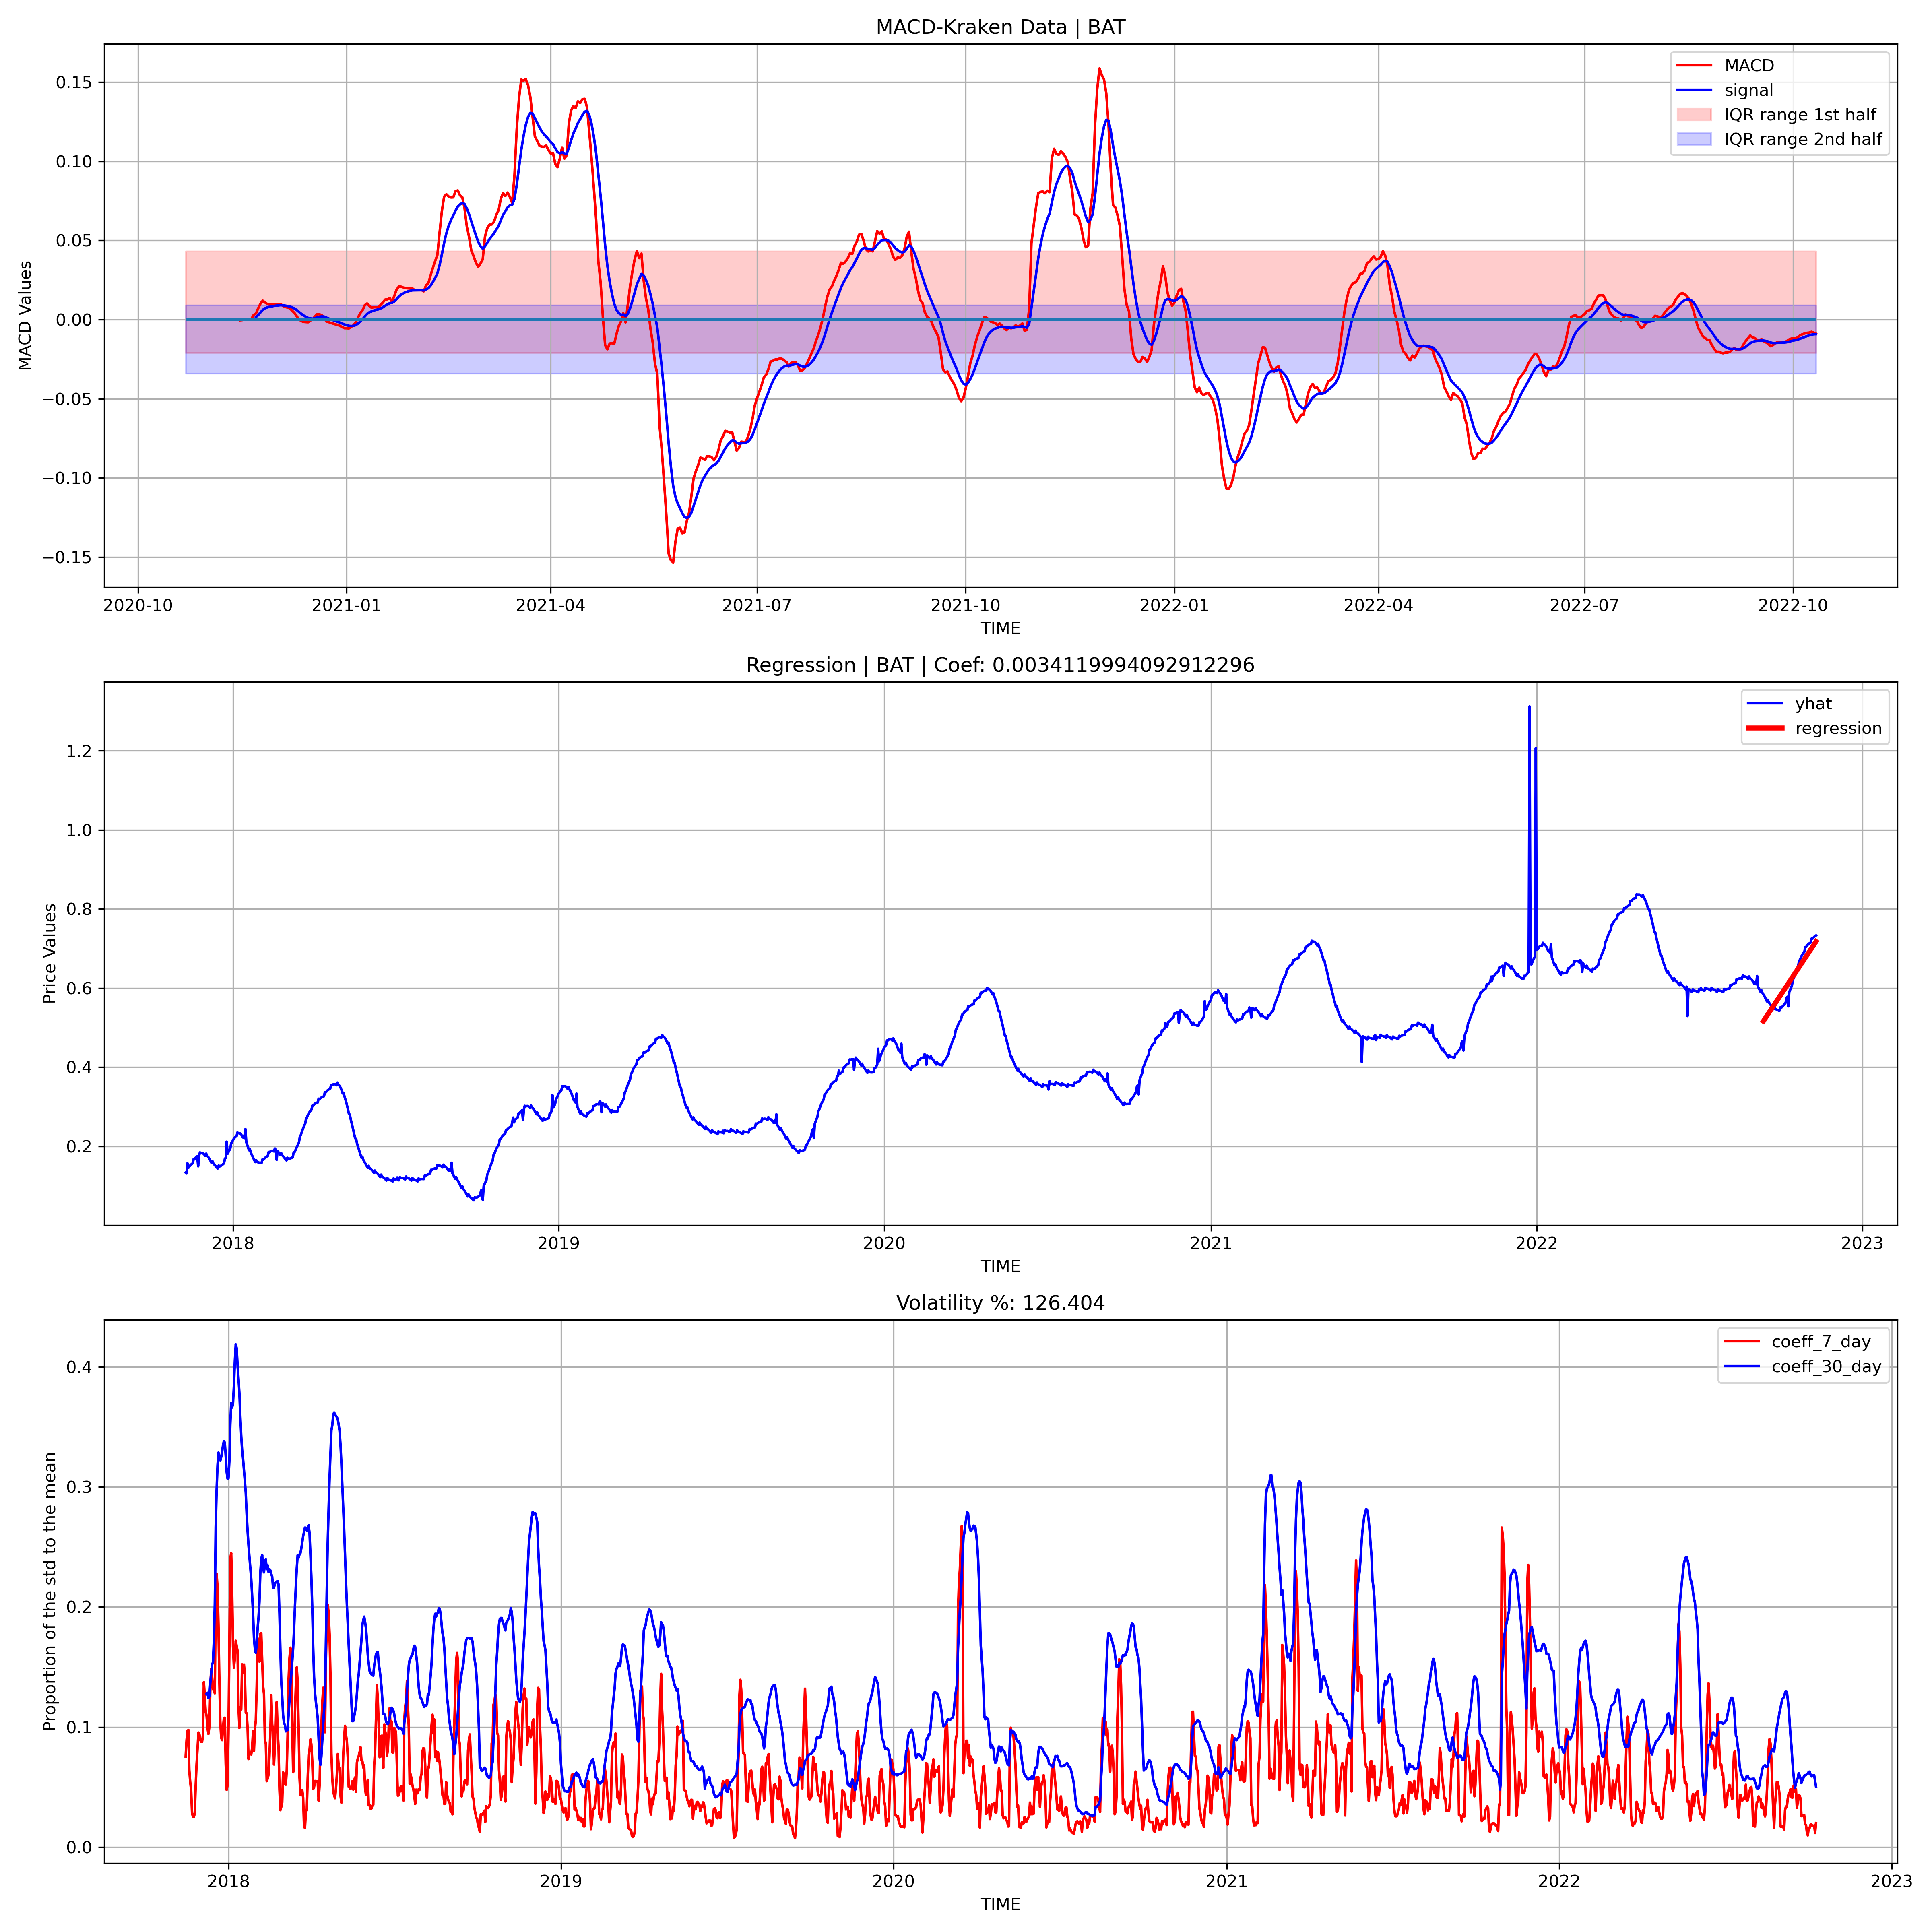 MACD-Kraken Data | BAT
MACD Values
0.15
0.10
0.05
0.00
−0.05
−0.10
−0.15
MACD
signal
IQR range 1st half
IQR range 2nd half
2020-10 2021-01 2021-04 2021-07 2021-10 2022-01 2022-04 2022-07 2022-10
TIME
Regression | BAT | Coef: 0.0034119994092912296
Price Values
1.2
1.0
0.8
0.6
0.4
0.2
yhat
regression
2018 2019 2020 2021 2022 2023
TIME
Volatility %: 126.404
Proportion of the std to the mean
0.4
0.3
0.2
0.1
0.0
coeff_7_day
coeff_30_day
2018 2019 2020 2021 2022 2023
TIME